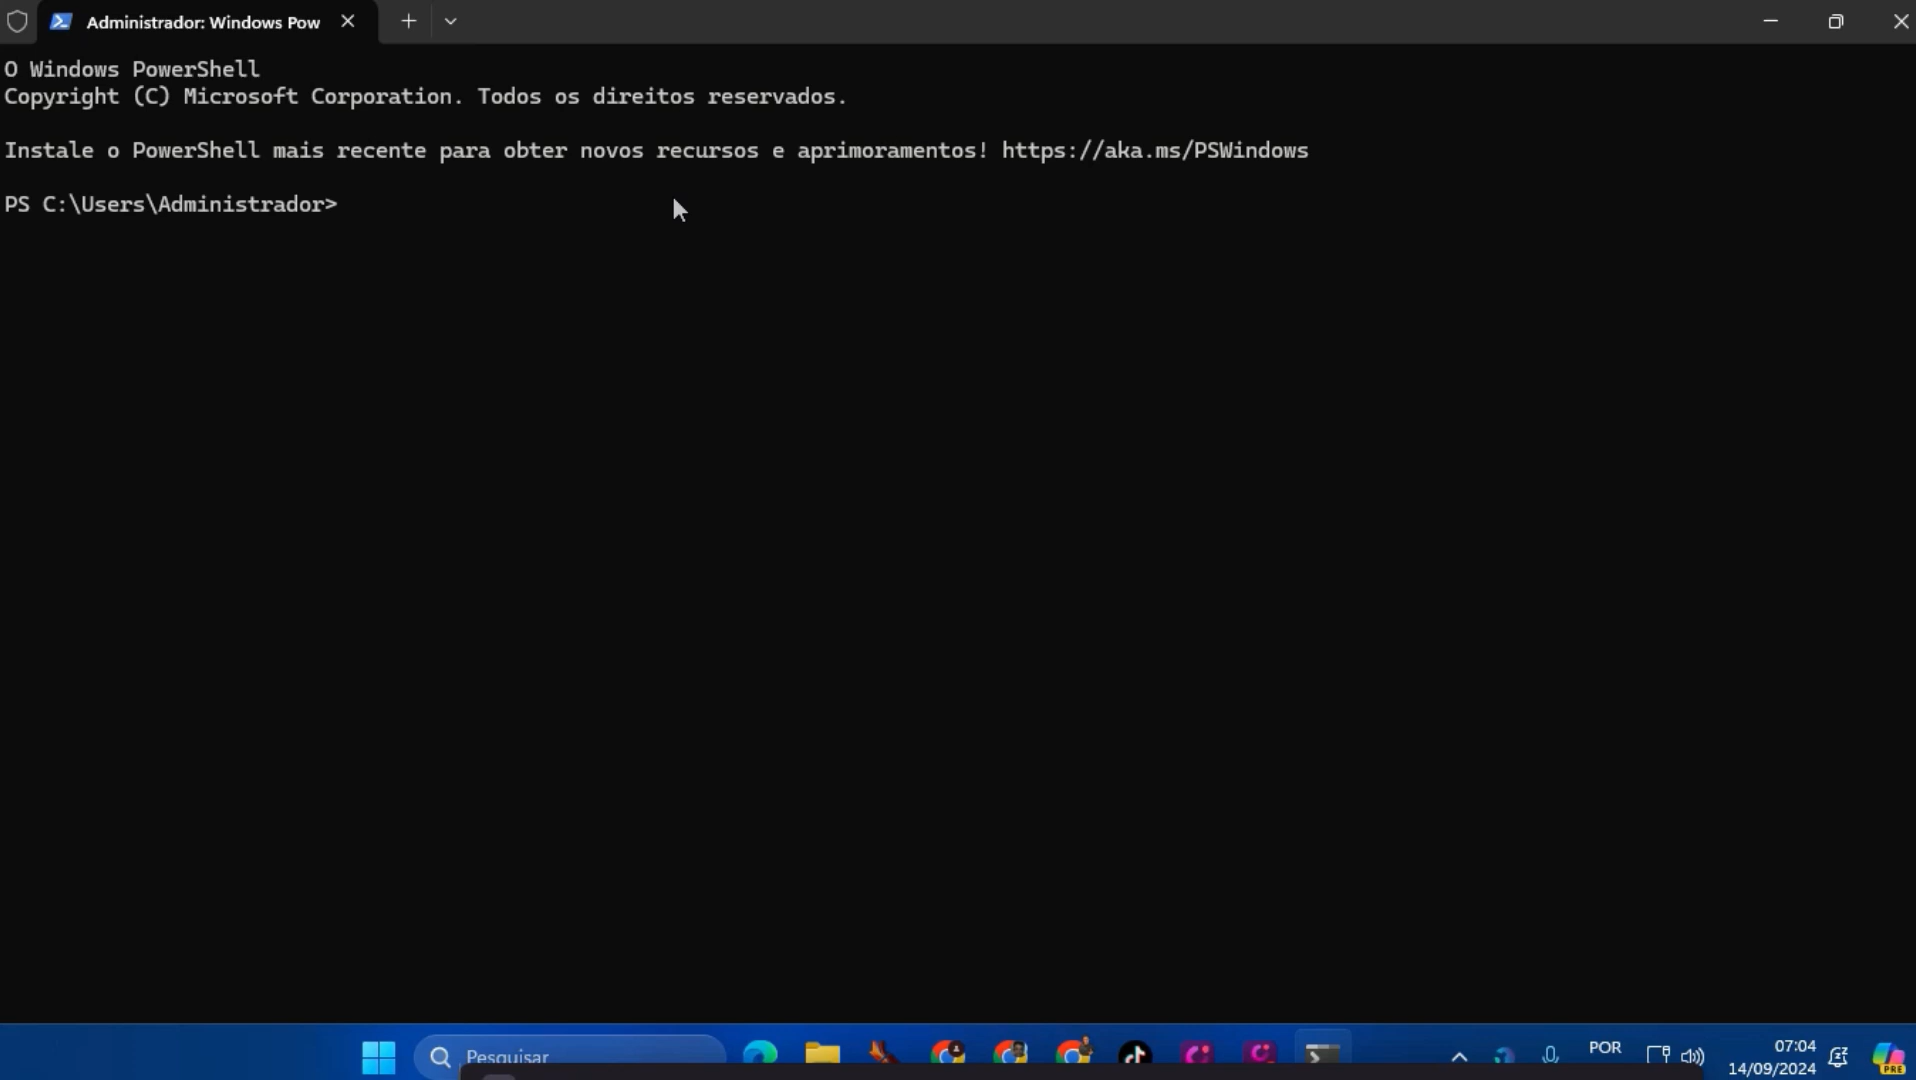 Administrador: Windows Pow
O Windows PowerShell
Copyright (C) Microsoft Corporation. Todos os direitos reservados.
Instale o PowerShell mais recente para obter novos recursos e aprimoramentos! https://aka.ms/PSWindows
PS C:\Users\Administrador>
Pesquisar
POR
07:04
14/09/2024
PRE